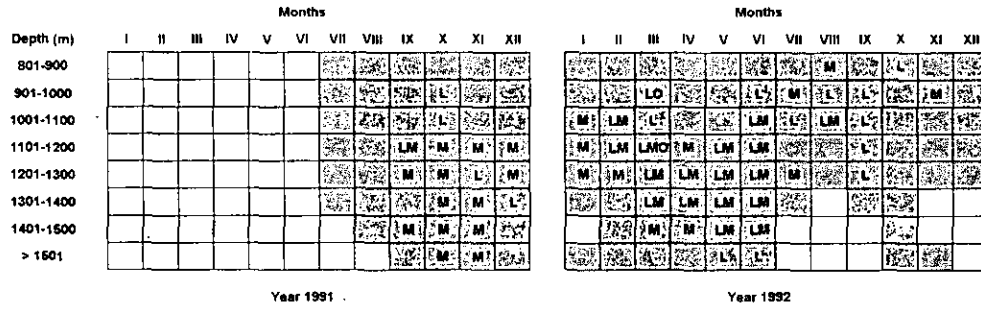 Months Months
Depth (m) I II III IV V VI VII VIII IX X XI XII I II III IV V VI VII VIII IX X XI XII
801-900 M L
901-1000 L LO L M L L M
1001-1100 L M LM L LM L LM L
1101-1200 LM M M M M LM LMO M LM LM L
1201-1300 M M L M M M LM LM LM LM M L
1301-1400 M M L LM LM LM LM
1401-1500 M M M M M LM LM
> 1501 M M L L
Year 1991 Year 1992